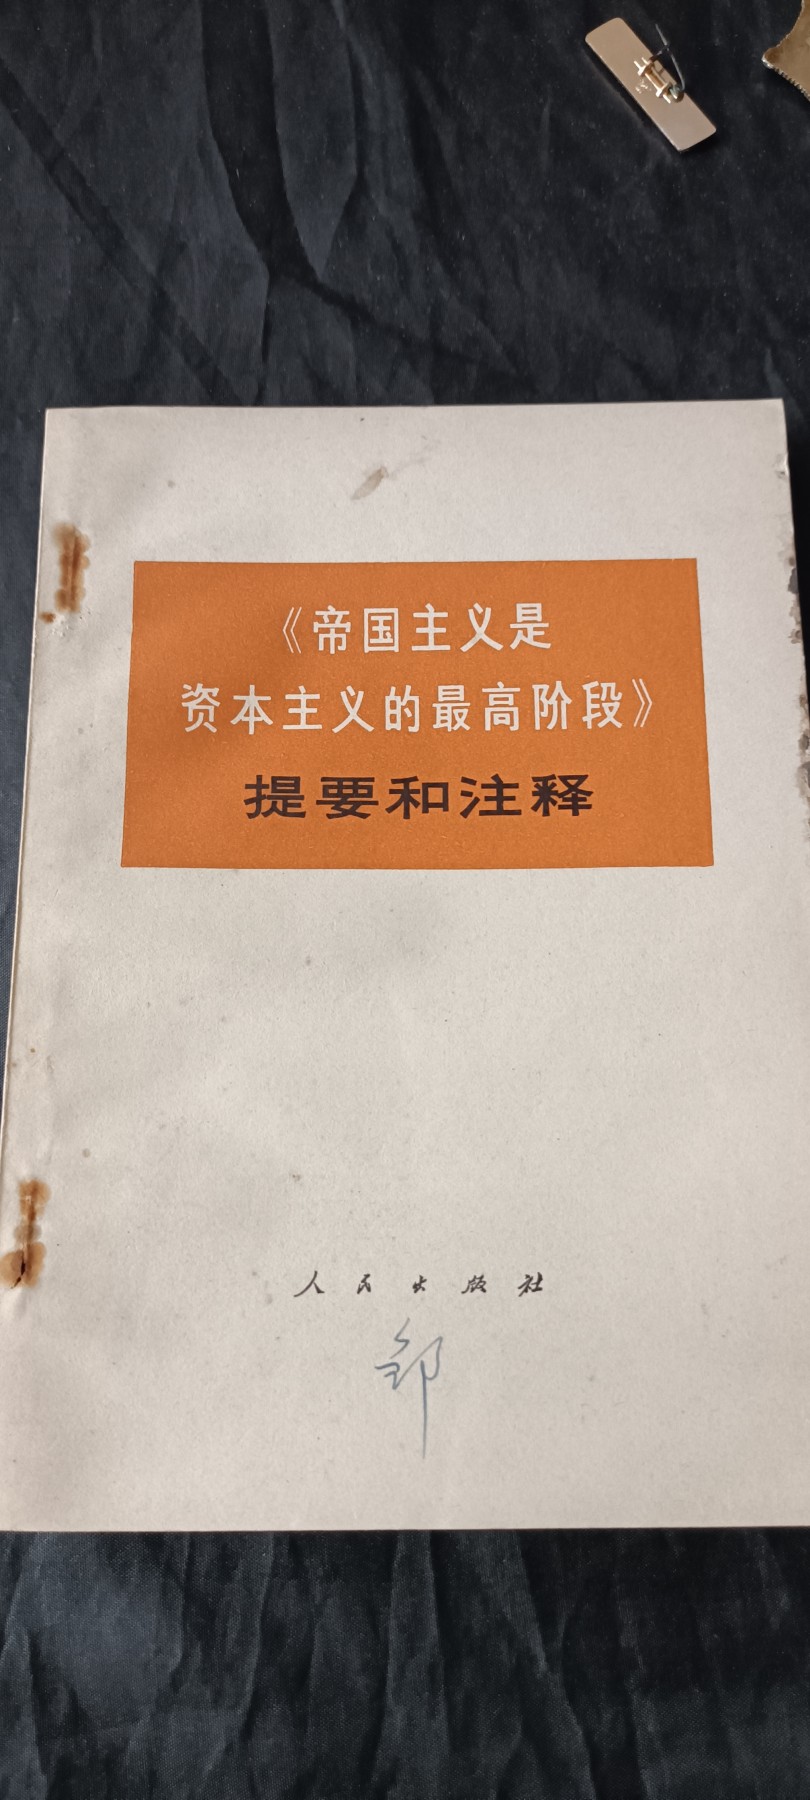 《帝国主义是
资本主义的最高阶段》
提要和注释
人民出版社
邹